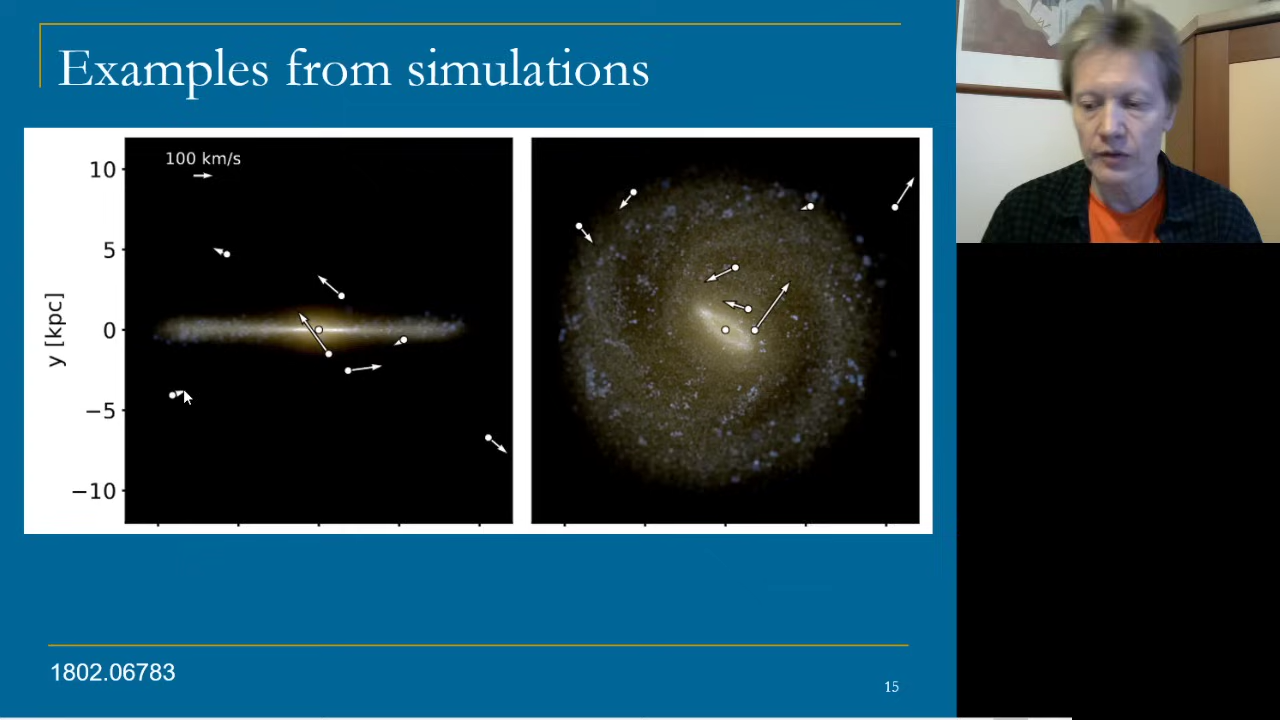 Examples from simulations
100 km/s
10
5
0
−5
−10
y [kpc]
1802.06783
15